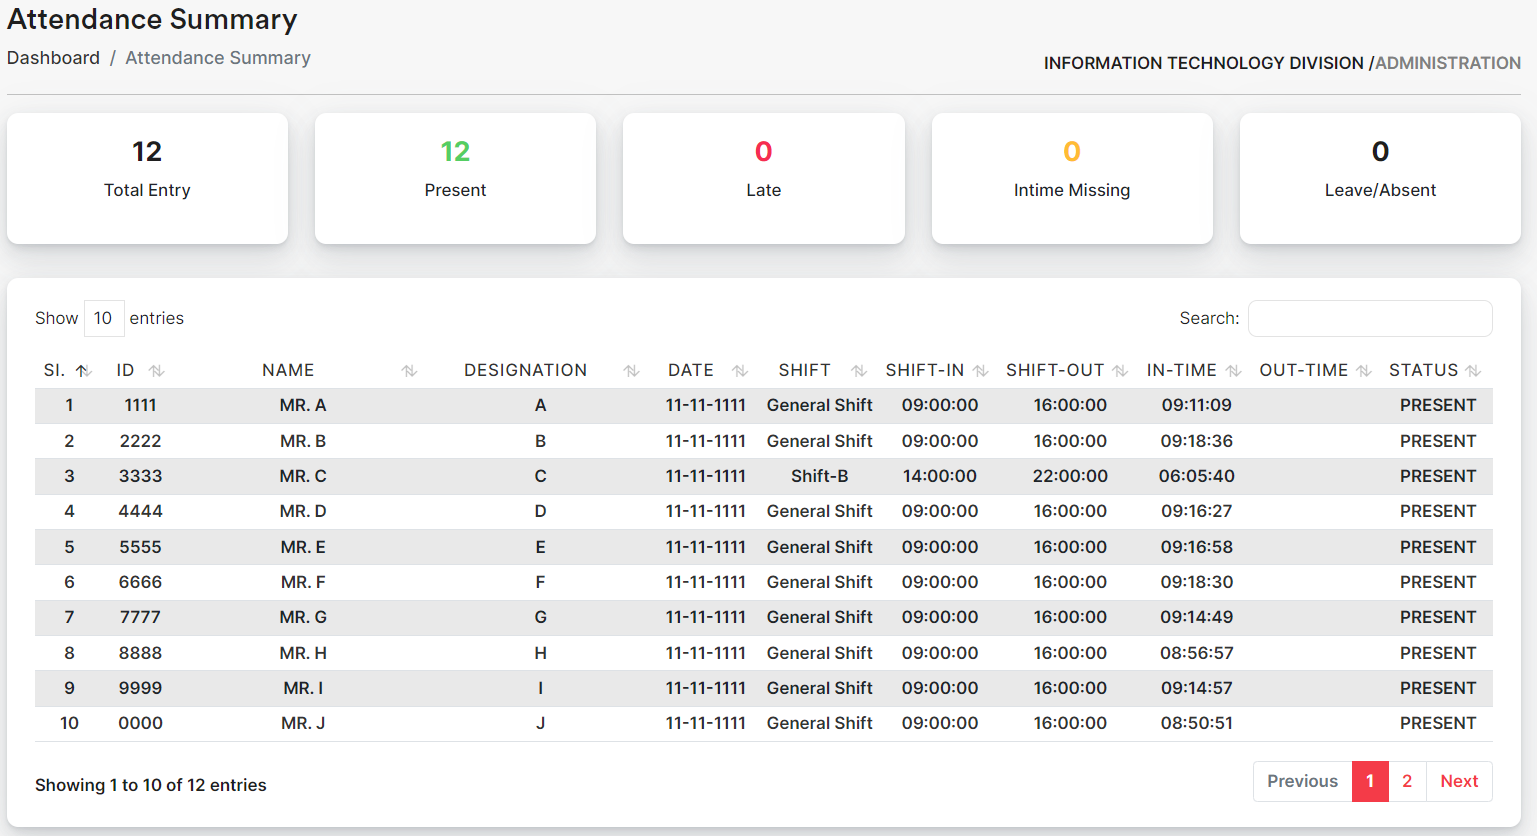 Attendance Summary
Dashboard / Attendance Summary
INFORMATION TECHNOLOGY DIVISION /ADMINISTRATION
12 12 0 0 0
Total Entry Present Late Intime Missing Leave/Absent
Show 10 entries Search:
SI. ID NAME DESIGNATION DATE SHIFT SHIFT-IN SHIFT-OUT IN-TIME OUT-TIME STATUS
1 1111 MR. A A 11-11-1111 General Shift 09:00:00 16:00:00 09:11:09 PRESENT
2 2222 MR. B B 11-11-1111 General Shift 09:00:00 16:00:00 09:18:36 PRESENT
3 3333 MR. C C 11-11-1111 Shift-B 14:00:00 22:00:00 06:05:40 PRESENT
4 4444 MR. D D 11-11-1111 General Shift 09:00:00 16:00:00 09:16:27 PRESENT
5 5555 MR. E E 11-11-1111 General Shift 09:00:00 16:00:00 09:16:58 PRESENT
6 6666 MR. F F 11-11-1111 General Shift 09:00:00 16:00:00 09:18:30 PRESENT
7 7777 MR. G G 11-11-1111 General Shift 09:00:00 16:00:00 09:14:49 PRESENT
8 8888 MR. H H 11-11-1111 General Shift 09:00:00 16:00:00 08:56:57 PRESENT
9 9999 MR. I I 11-11-1111 General Shift 09:00:00 16:00:00 09:14:57 PRESENT
10 0000 MR. J J 11-11-1111 General Shift 09:00:00 16:00:00 08:50:51 PRESENT
Showing 1 to 10 of 12 entries
Previous 1 2 Next